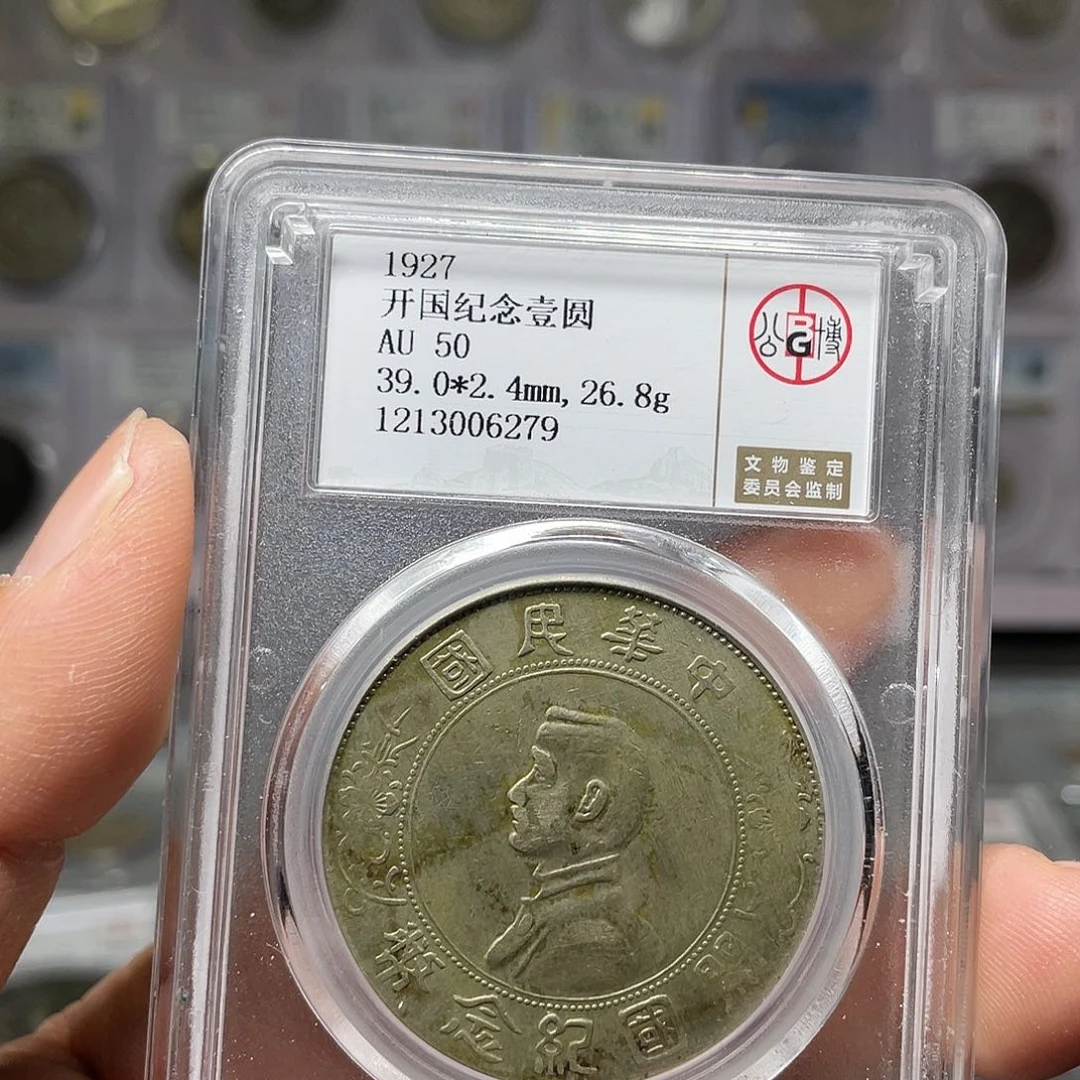 1927
开国纪念壹圆
AU 50
39.0*2.4mm, 26.8g
1213006279
公博
BG
文物鉴定
委员会监制
中華民國
開國紀念幣